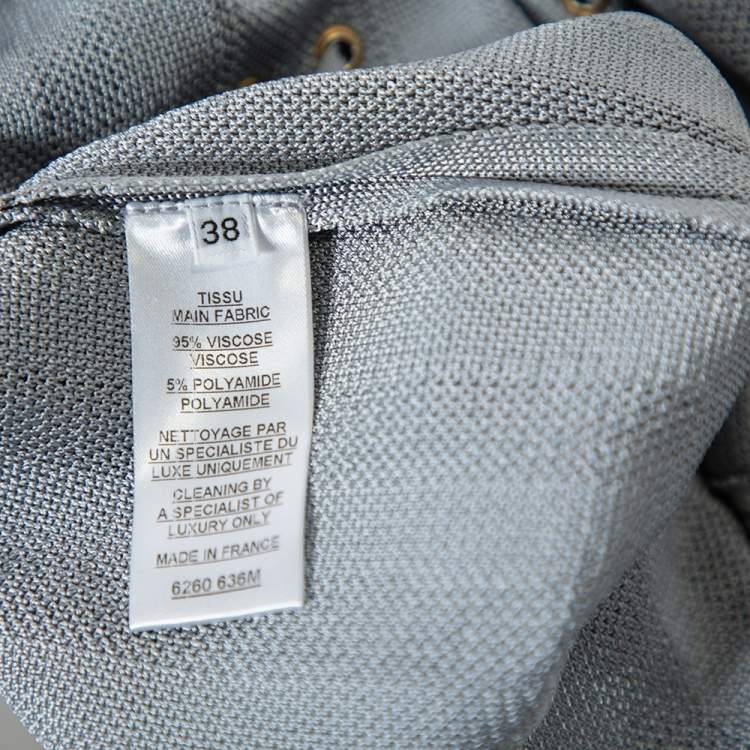 38
TISSU
MAIN FABRIC
95% VISCOSE
VISCOSE
5% POLYAMIDE
POLYAMIDE
NETTOYAGE PAR
UN SPECIALISTE DU
LUXE UNIQUEMENT
CLEANING BY
A SPECIALIST OF
LUXURY ONLY
MADE IN FRANCE
6260 636M